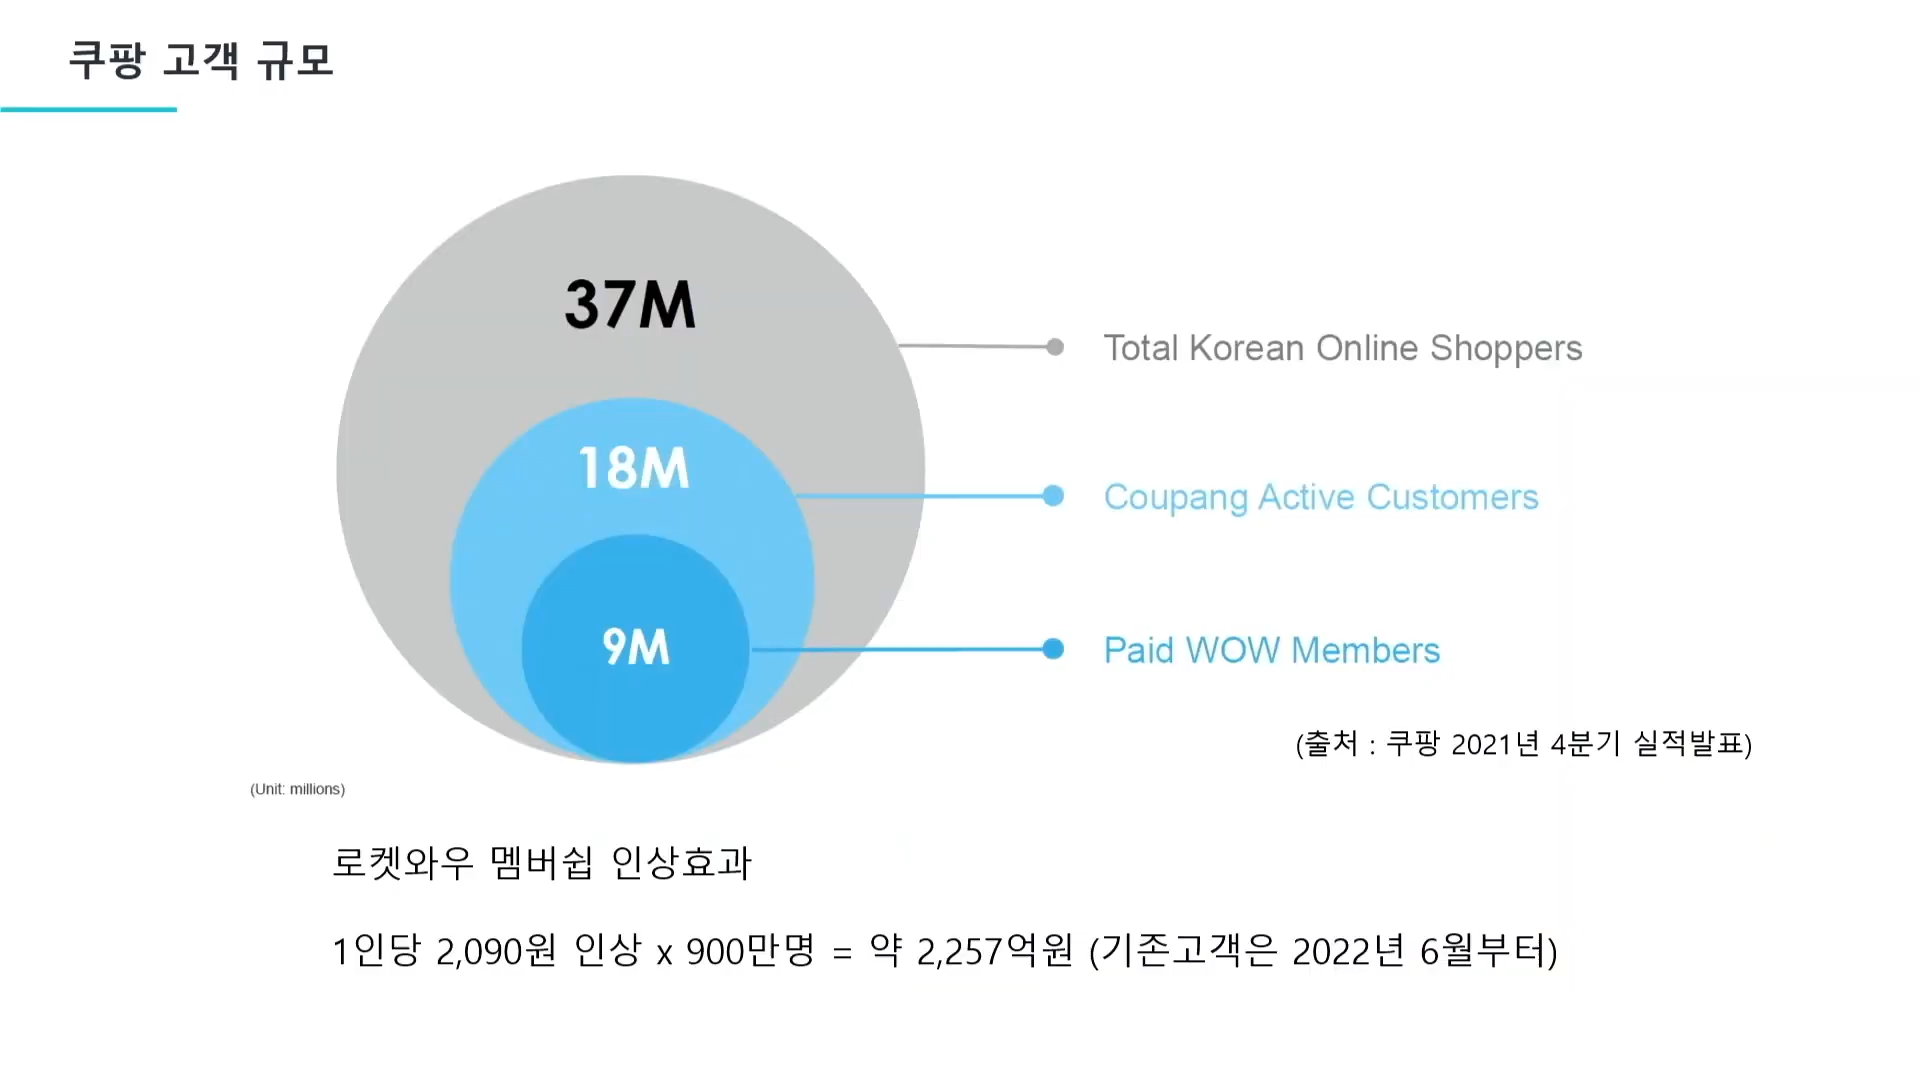 쿠팡 고객 규모
37M
Total Korean Online Shoppers
18M
Coupang Active Customers
9M
Paid WOW Members
(출처 : 쿠팡 2021년 4분기 실적발표)
(Unit: millions)
로켓와우 멤버쉽 인상효과
1인당 2,090원 인상 x 900만명 = 약 2,257억원 (기존고객은 2022년 6월부터)